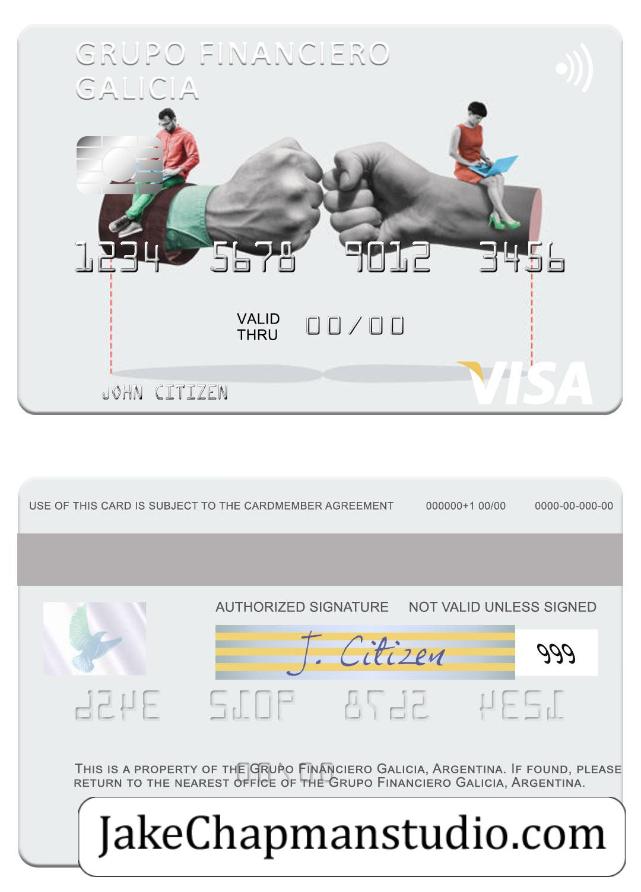 GRUPO FINANCIERO
GALICIA
1234 5678 9012 3456
VALID
THRU 00/00
JOHN CITIZEN
VISA
USE OF THIS CARD IS SUBJECT TO THE CARDMEMBER AGREEMENT 000000+1 00/00 0000-00-000-00
AUTHORIZED SIGNATURE NOT VALID UNLESS SIGNED
J. Citizen 999
THIS IS A PROPERTY OF THE GRUPO FINANCIERO GALICIA, ARGENTINA. IF FOUND, PLEASE
RETURN TO THE NEAREST OFFICE OF THE GRUPO FINANCIERO GALICIA, ARGENTINA.
JakeChapmanstudio.com